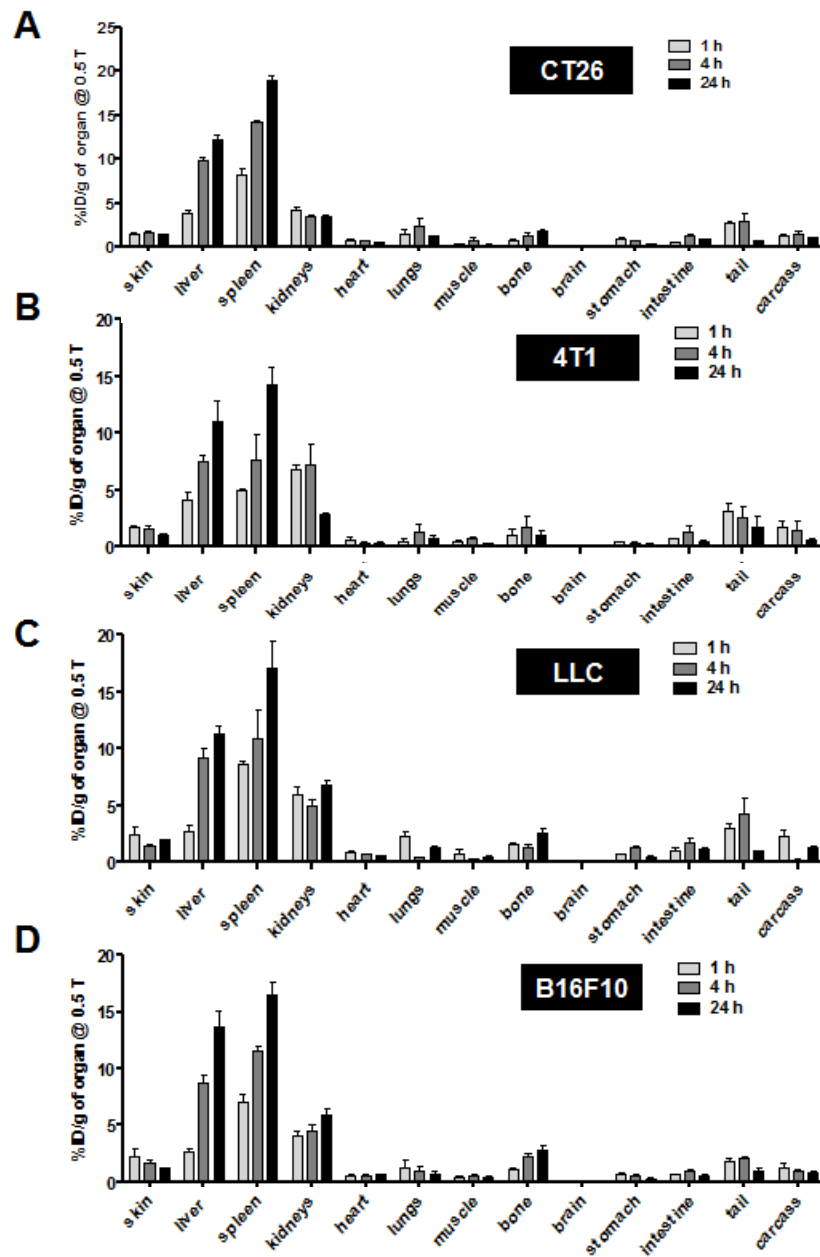 A
%ID/g of organ @ 0.5 T
25
20
15
10
5
0
CT26
1 h
4 h
24 h
skin
liver
spleen
kidneys
heart
lungs
muscle
bone
brain
stomach
intestine
tail
carcass
B
%ID/g of organ @ 0.5 T
20
15
10
5
0
4T1
1 h
4 h
24 h
skin
liver
spleen
kidneys
heart
lungs
muscle
bone
brain
stomach
intestine
tail
carcass
C
%ID/g of organ @ 0.5 T
20
15
10
5
0
LLC
1 h
4 h
24 h
skin
liver
spleen
kidneys
heart
lungs
muscle
bone
brain
stomach
intestine
tail
carcass
D
%ID/g of organ @ 0.5 T
20
15
10
5
0
B16F10
1 h
4 h
24 h
skin
liver
spleen
kidneys
heart
lungs
muscle
bone
brain
stomach
intestine
tail
carcass